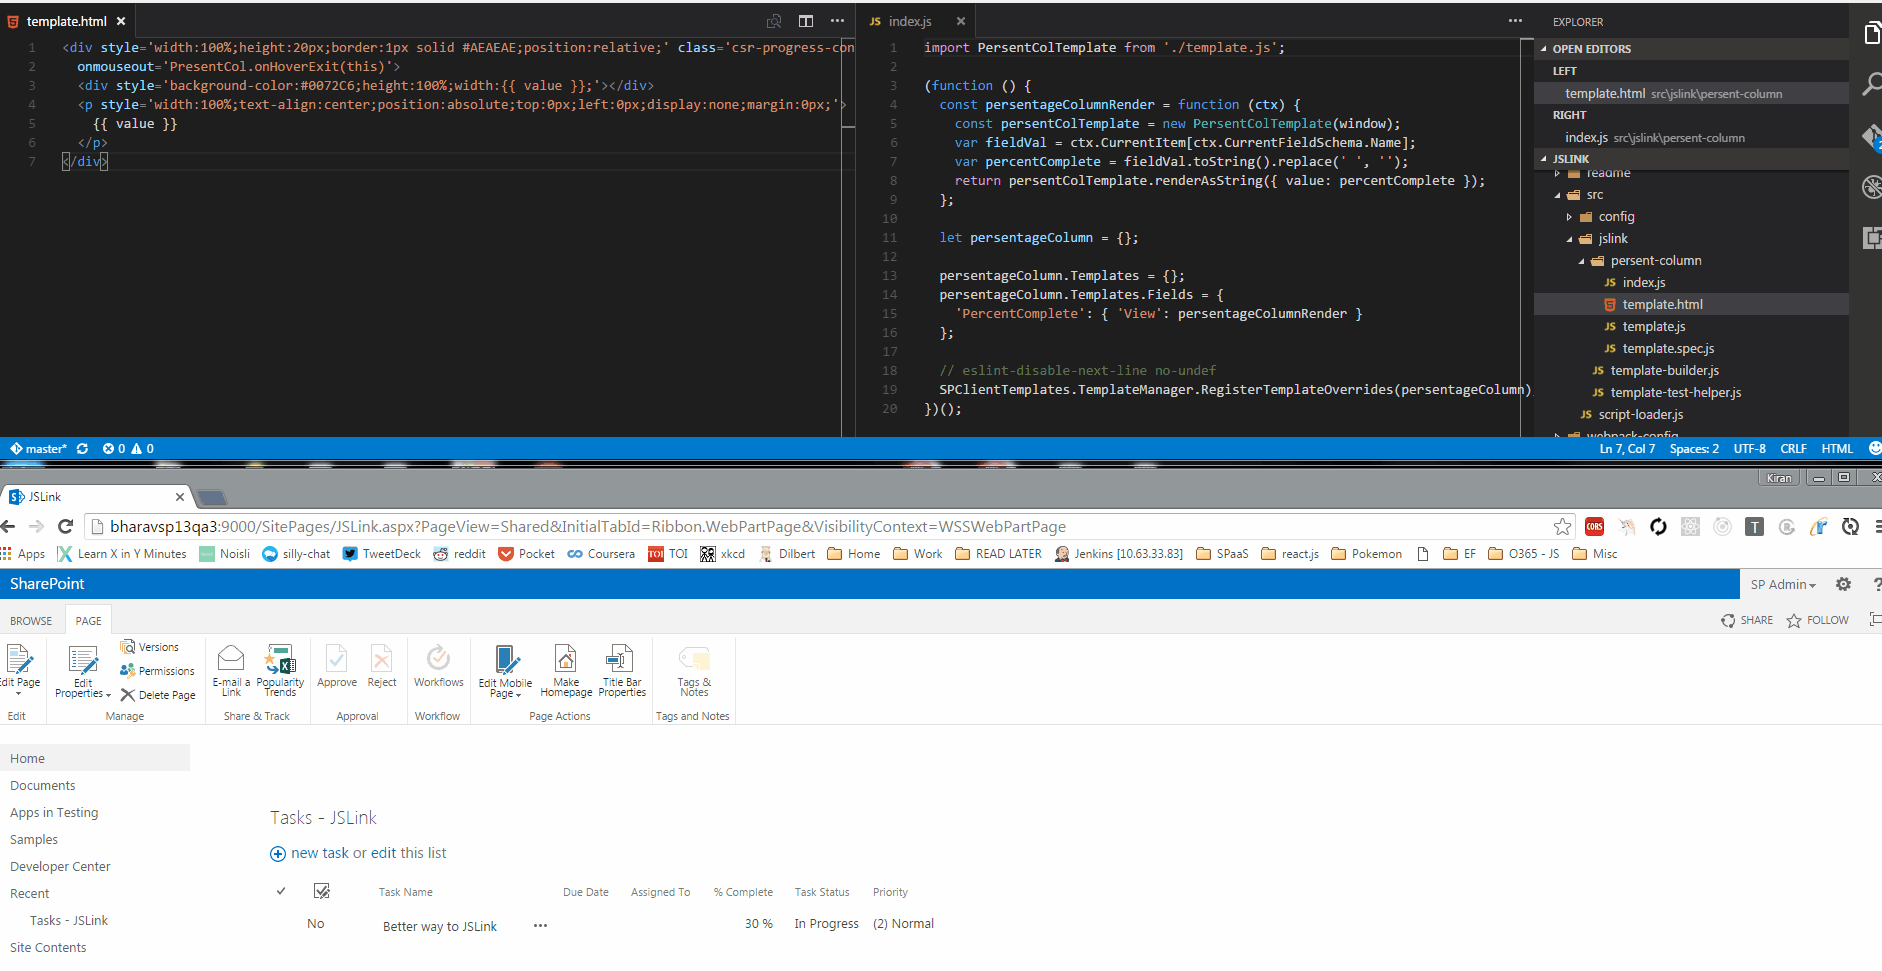 template.html
1 <div style='width:100%;height:20px;border:1px solid #AEAEAE;position:relative;' class='csr-progress-con
2 onmouseout='PresentCol.onHoverExit(this)'>
3 <div style='background-color:#0072C6;height:100%;width:{{ value }};'></div>
4 <p style='width:100%;text-align:center;position:absolute;top:0px;left:0px;display:none;margin:0px;'>
5 {{ value }}
6 </p>
7 </div>
index.js
1 import PersentColTemplate from './template.js';
2
3 (function () {
4 const persentageColumnRender = function (ctx) {
5 const persentColTemplate = new PersentColTemplate(window);
6 var fieldVal = ctx.CurrentItem[ctx.CurrentFieldSchema.Name];
7 var percentComplete = fieldVal.toString().replace(' ', '');
8 return persentColTemplate.renderAsString({ value: percentComplete });
9 };
10
11 let persentageColumn = {};
12
13 persentageColumn.Templates = {};
14 persentageColumn.Templates.Fields = {
15 'PercentComplete': { 'View': persentageColumnRender }
16 };
17
18 // eslint-disable-next-line no-undef
19 SPClientTemplates.TemplateManager.RegisterTemplateOverrides(persentageColumn)
20 })();
EXPLORER
OPEN EDITORS
LEFT
template.html src\jslink\persent-column
RIGHT
index.js src\jslink\persent-column
JSLINK
readme
src
config
jslink
persent-column
index.js
template.html
template.js
template.spec.js
template-builder.js
template-test-helper.js
script-loader.js
webpack-config
master* 0 0 Ln 7, Col 7 Spaces: 2 UTF-8 CRLF HTML
Kiran
JSLink
bharavsp13qa3:9000/SitePages/JSLink.aspx?PageView=Shared&InitialTabId=Ribbon.WebPartPage&VisibilityContext=WSSWebPartPage
CORS T
Apps Learn X in Y Minutes Noisli silly-chat TweetDeck reddit Pocket Coursera TOI TOI xkcd Dilbert Home Work READ LATER Jenkins [10.63.33.83] SPaaS react.js Pokemon EF O365 - JS Misc
SharePoint
SP Admin
BROWSE PAGE
SHARE FOLLOW
dit Page
Edit
Edit Properties
Versions
Permissions
Delete Page
Manage
E-mail a Link
Popularity Trends
Share & Track
Approve
Reject
Approval
Workflows
Workflow
Edit Mobile Page
Make Homepage
Title Bar Properties
Page Actions
Tags & Notes
Tags and Notes
Home
Documents
Apps in Testing
Samples
Developer Center
Recent
Tasks - JSLink
Site Contents
Tasks - JSLink
new task or edit this list
Task Name Due Date Assigned To % Complete Task Status Priority
No Better way to JSLink ... 30 % In Progress (2) Normal